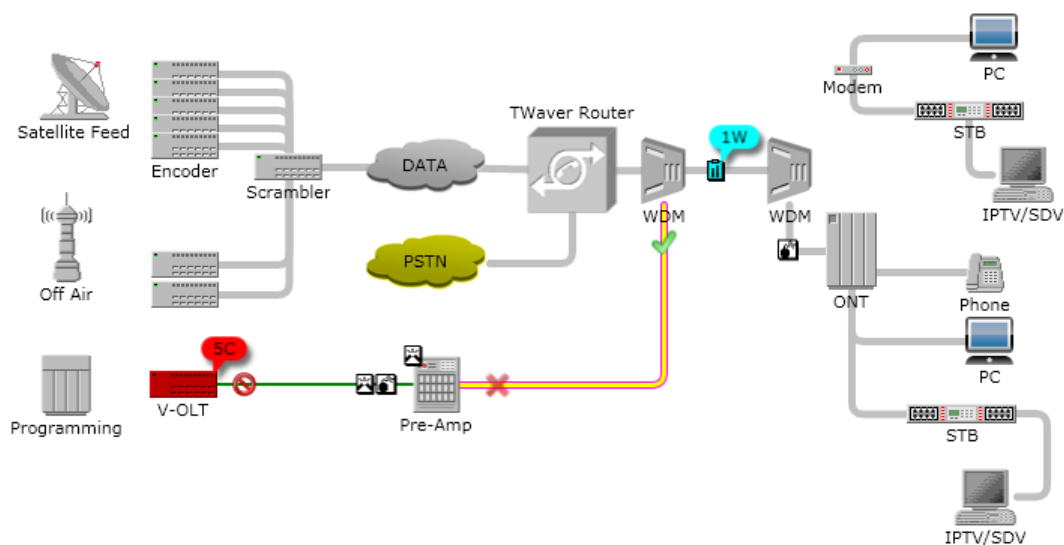 Satellite Feed
Encoder
Scrambler
DATA
TWaver Router
WDM
1W
WDM
Modem
PC
STB
IPTV/SDV
Off Air
PSTN
ONT
Phone
Programming
5C
V-OLT
Pre-Amp
PC
STB
IPTV/SDV